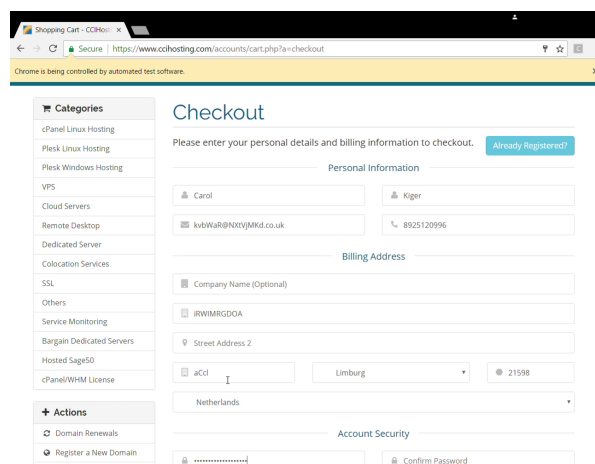 Shopping Cart - CCIHost
Secure | https://www.ccihosting.com/accounts/cart.php?a=checkout
Chrome is being controlled by automated test software.
Categories
cPanel Linux Hosting
Plesk Linux Hosting
Plesk Windows Hosting
VPS
Cloud Servers
Remote Desktop
Dedicated Server
Colocation Services
SSL
Others
Service Monitoring
Bargain Dedicated Servers
Hosted Sage50
cPanel/WHM License
Actions
Domain Renewals
Register a New Domain
Checkout
Please enter your personal details and billing information to checkout.
Already Registered?
Personal Information
Carol
Kiger
kvbWaR@NXtVjMKd.co.uk
8925120996
Billing Address
Company Name (Optional)
iRWIMRGDOA
Street Address 2
aCcl
Limburg
21598
Netherlands
Account Security
••••••••••••••••••
Confirm Password